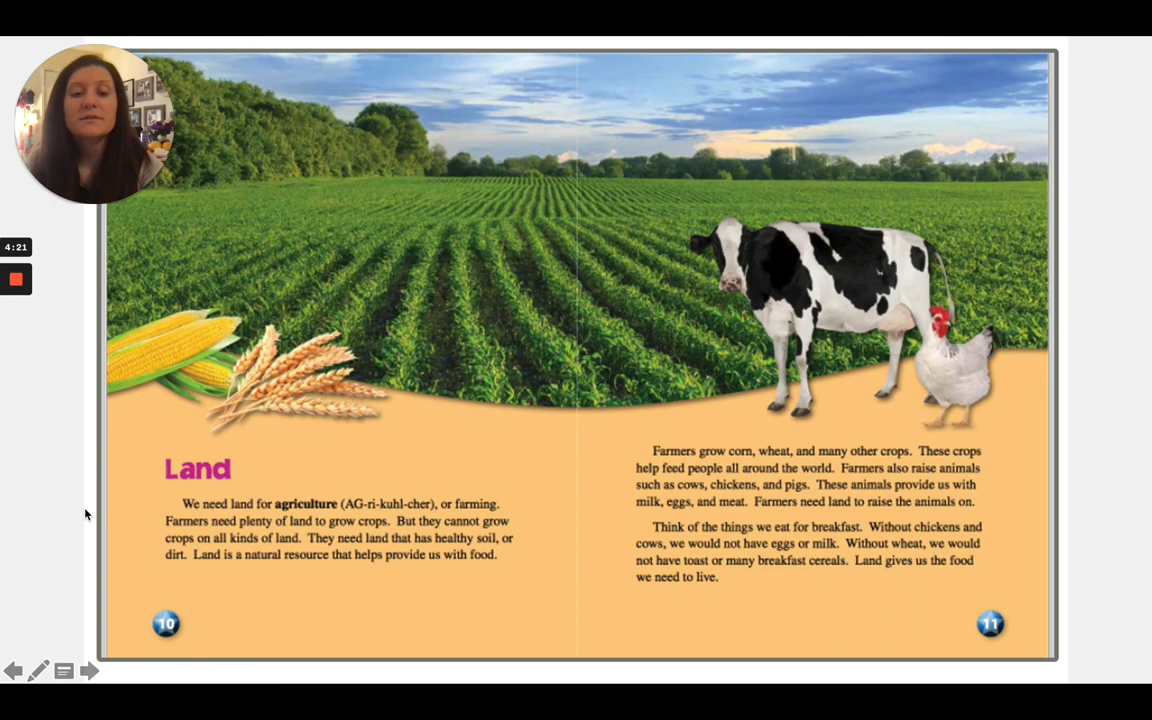 4:21
Land
We need land for agriculture (AG-ri-kuhl-cher), or farming.
Farmers need plenty of land to grow crops. But they cannot grow
crops on all kinds of land. They need land that has healthy soil, or
dirt. Land is a natural resource that helps provide us with food.
10
Farmers grow corn, wheat, and many other crops. These crops
help feed people all around the world. Farmers also raise animals
such as cows, chickens, and pigs. These animals provide us with
milk, eggs, and meat. Farmers need land to raise the animals on.
Think of the things we eat for breakfast. Without chickens and
cows, we would not have eggs or milk. Without wheat, we would
not have toast or many breakfast cereals. Land gives us the food
we need to live.
11